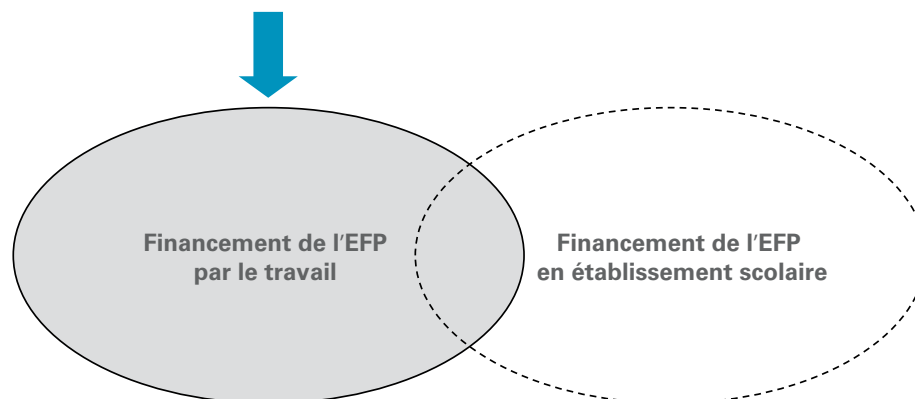 Financement de l'EFP
par le travail
Financement de l'EFP
en établissement scolaire